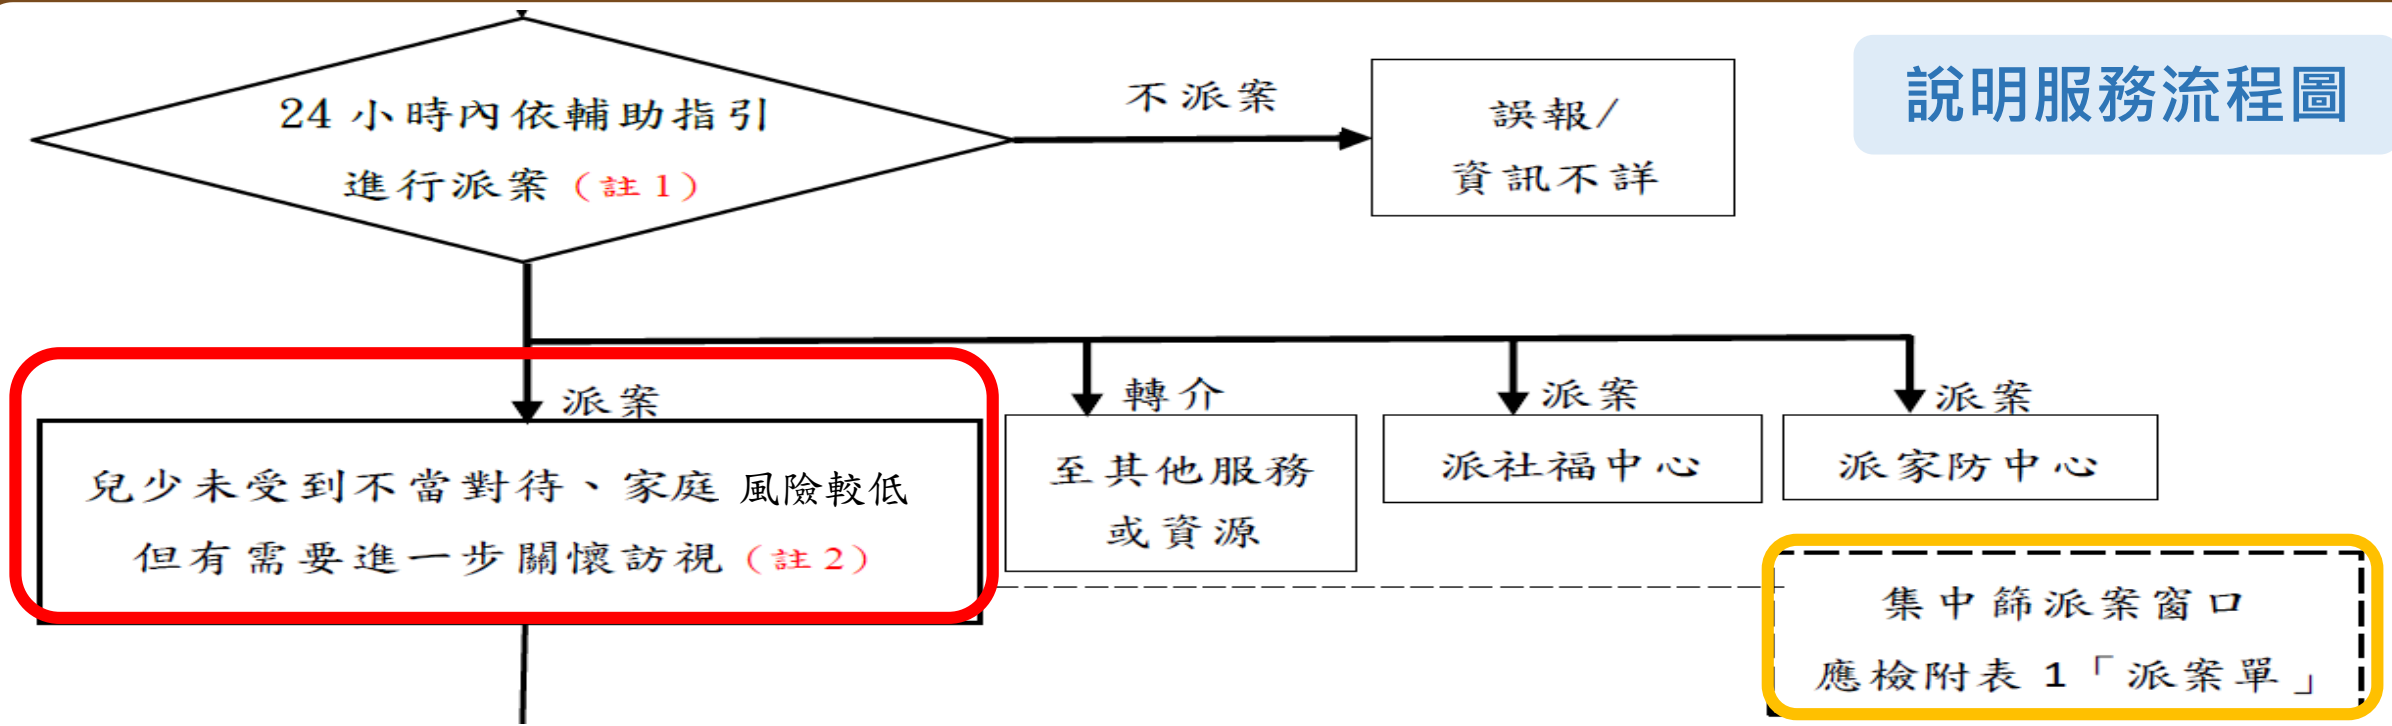 說明服務流程圖
24 小時內依輔助指引
進行派案（註 1）
不派案
誤報/
資訊不詳
派案
兒少未受到不當對待、家庭 風險較低
但有需要進一步關懷訪視（註 2）
轉介
至其他服務
或資源
派案
派社福中心
派案
派家防中心
集中篩派案窗口
應檢附表 1「派案單」